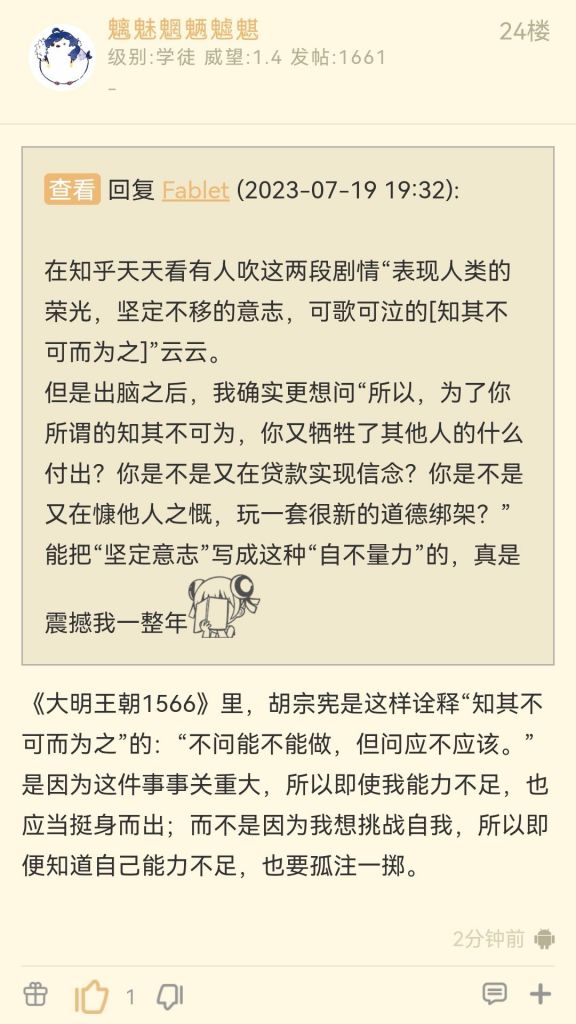 魑魅魍魉魖魌
24楼
级别:学徒 威望:1.4 发帖:1661
–
查看 回复 Fablet (2023-07-19 19:32):
在知乎天天看有人吹这两段剧情“表现人类的
荣光，坚定不移的意志，可歌可泣的[知其不
可而为之]”云云。
但是出脑之后，我确实更想问“所以，为了你
所谓的知其不可为，你又牺牲了其他人的什么
付出？你是不是又在贷款实现信念？你是不是
又在慷他人之慨，玩一套很新的道德绑架？”
能把“坚定意志”写成这种“自不量力”的，真是
震撼我一整年
《大明王朝1566》里，胡宗宪是这样诠释“知其不
可而为之”的：“不问能不能做，但问应不应该。”
是因为这件事事关重大，所以即使我能力不足，也
应当挺身而出；而不是因为我想挑战自我，所以即
便知道自己能力不足，也要孤注一掷。
2分钟前
1